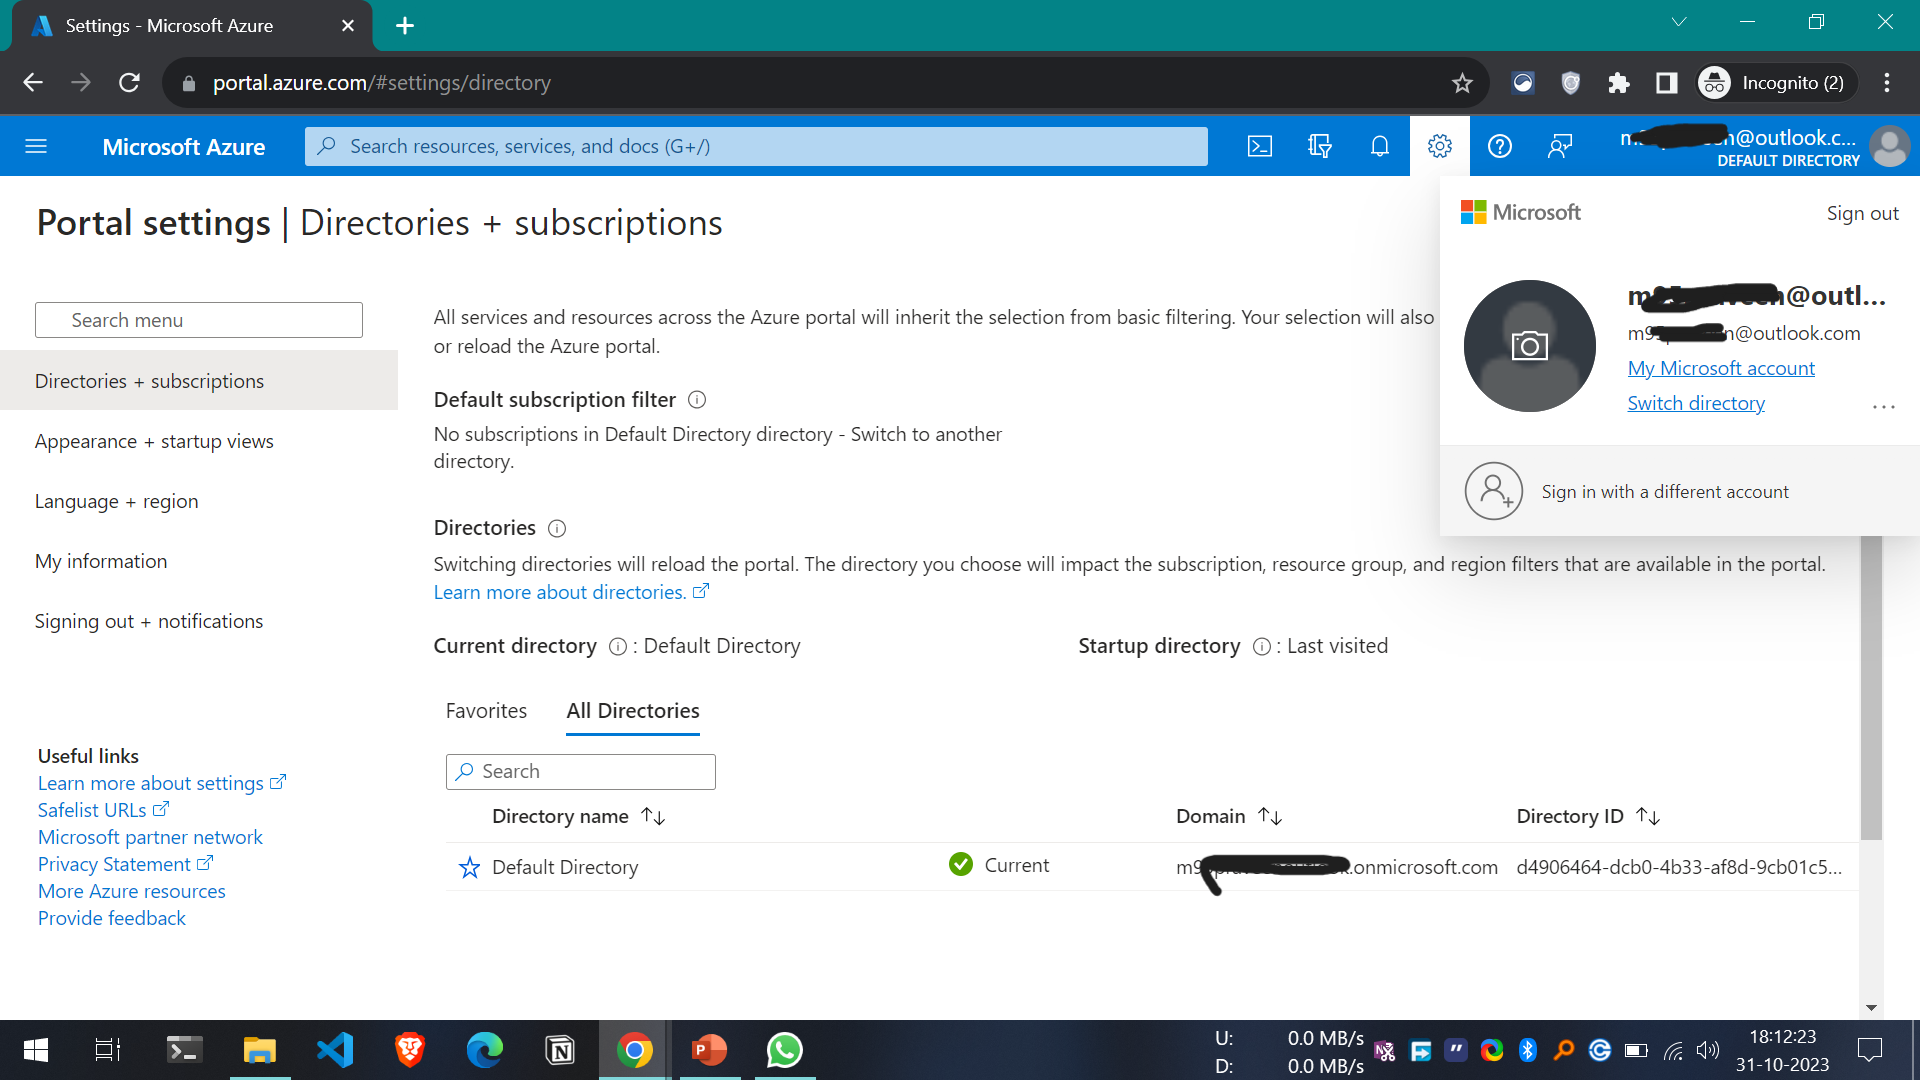 Settings - Microsoft Azure
portal.azure.com/#settings/directory
Incognito (2)
Microsoft Azure
Search resources, services, and docs (G+/)
@outlook.c...
DEFAULT DIRECTORY
Portal settings | Directories + subscriptions
Microsoft
Sign out
@outl...
n@outlook.com
My Microsoft account
Switch directory
...
Sign in with a different account
Search menu
Directories + subscriptions
Appearance + startup views
Language + region
My information
Signing out + notifications
Useful links
Learn more about settings
Safelist URLs
Microsoft partner network
Privacy Statement
More Azure resources
Provide feedback
All services and resources across the Azure portal will inherit the selection from basic filtering. Your selection will also
or reload the Azure portal.
Default subscription filter
No subscriptions in Default Directory directory - Switch to another
directory.
Directories
Switching directories will reload the portal. The directory you choose will impact the subscription, resource group, and region filters that are available in the portal.
Learn more about directories.
Current directory : Default Directory
Startup directory : Last visited
Favorites
All Directories
Search
Directory name
Domain
Directory ID
Default Directory
Current
.onmicrosoft.com
d4906464-dcb0-4b33-af8d-9cb01c5...
U: 0.0 MB/s
D: 0.0 MB/s
18:12:23
31-10-2023